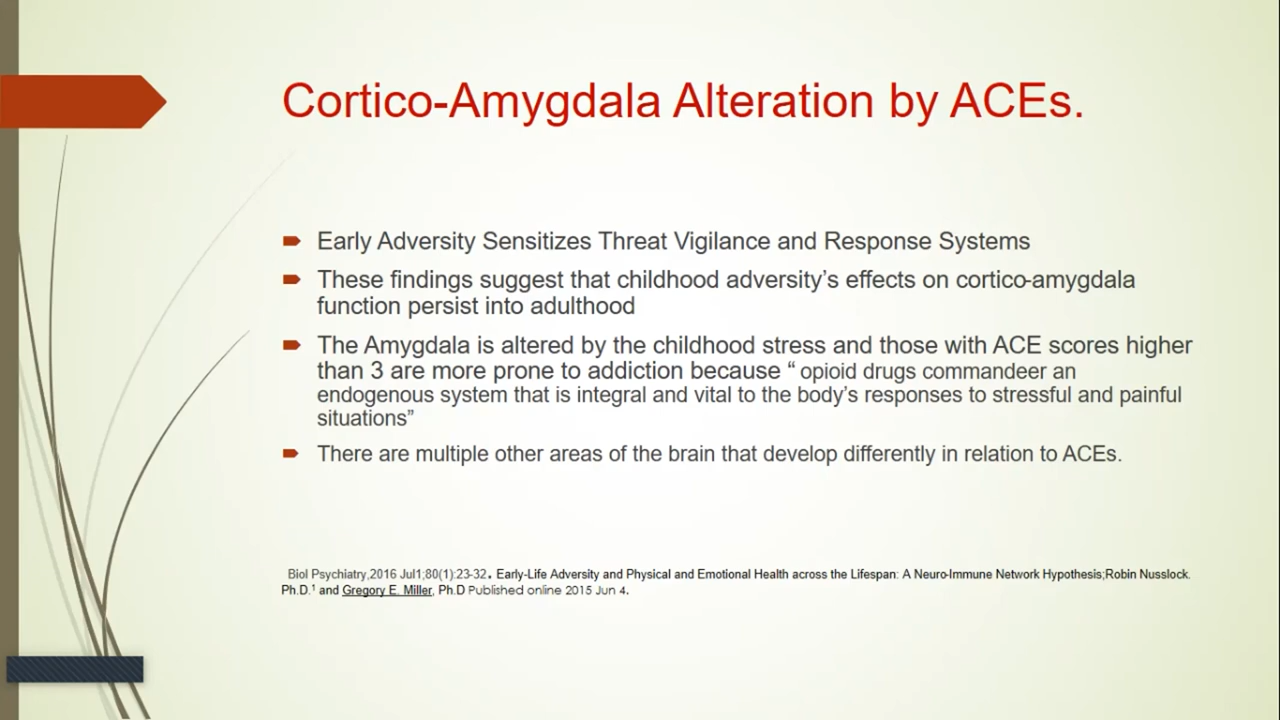 Cortico-Amygdala Alteration by ACEs.
Early Adversity Sensitizes Threat Vigilance and Response Systems
These findings suggest that childhood adversity’s effects on cortico-amygdala
function persist into adulthood
The Amygdala is altered by the childhood stress and those with ACE scores higher
than 3 are more prone to addiction because “ opioid drugs commandeer an
endogenous system that is integral and vital to the body’s responses to stressful and painful
situations”
There are multiple other areas of the brain that develop differently in relation to ACEs.
Biol Psychiatry,2016 Jul1;80(1):23-32. Early-Life Adversity and Physical and Emotional Health across the Lifespan: A Neuro-Immune Network Hypothesis;Robin Nusslock.
Ph.D.¹ and Gregory E. Miller, Ph.D Published online 2015 Jun 4.